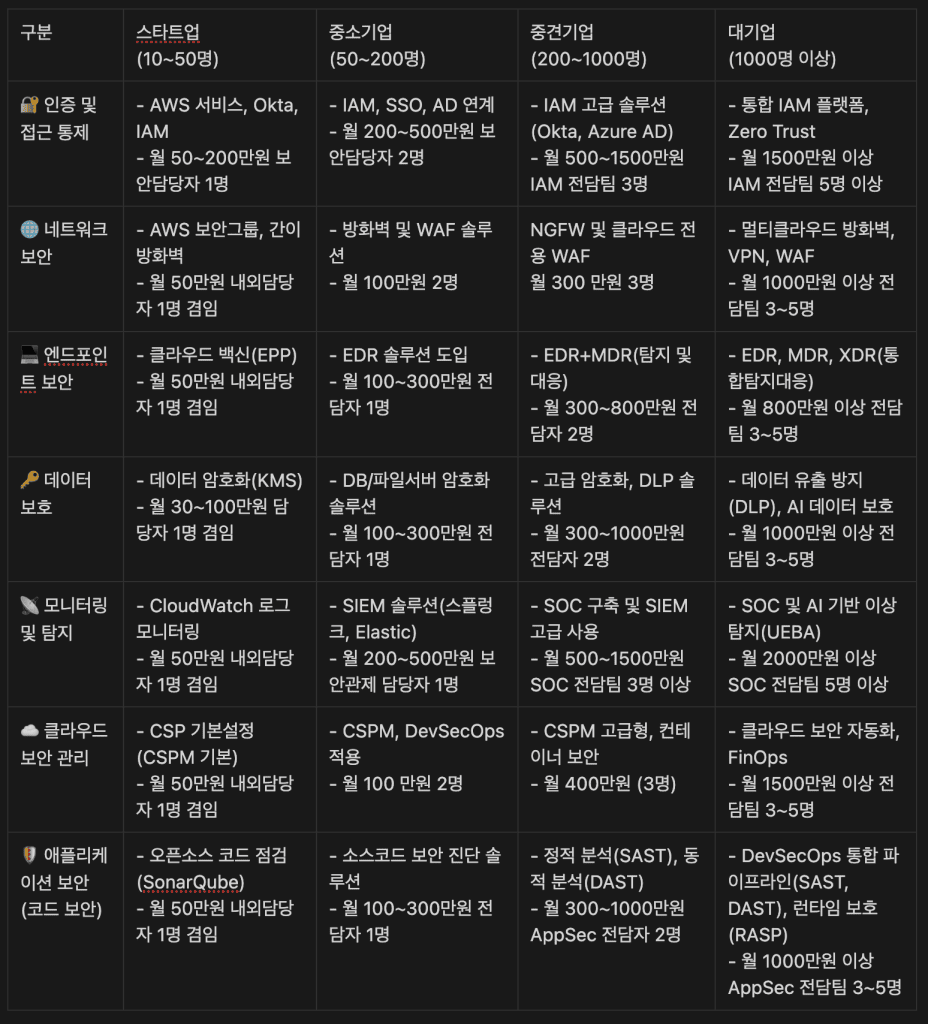 구분
스타트업
(10~50명)
중소기업
(50~200명)
중견기업
(200~1000명)
대기업
(1000명 이상)
🔐 인증 및
접근 통제
- AWS 서비스, Okta,
IAM
- 월 50~200만원 보
안담당자 1명
- IAM, SSO, AD 연계
- 월 200~500만원 보
안담당자 2명
- IAM 고급 솔루션
(Okta, Azure AD)
- 월 500~1500만원
IAM 전담팀 3명
- 통합 IAM 플랫폼,
Zero Trust
- 월 1500만원 이상
IAM 전담팀 5명 이상
🌐 네트워크
보안
- AWS 보안그룹, 간이
방화벽
- 월 50만원 내외담당
자 1명 겸임
- 방화벽 및 WAF 솔루
션
- 월 100만원 2명
NGFW 및 클라우드 전
용 WAF
월 300 만원 3명
- 멀티클라우드 방화벽,
VPN, WAF
- 월 1000만원 이상 전
담팀 3~5명
💻 엔드포인
트 보안
- 클라우드 백신(EPP)
- 월 50만원 내외담당
자 1명 겸임
- EDR 솔루션 도입
- 월 100~300만원 전
담자 1명
- EDR+MDR(탐지 및
대응)
- 월 300~800만원 전
담자 2명
- EDR, MDR, XDR(통
합탐지대응)
- 월 800만원 이상 전담
팀 3~5명
🔑 데이터
보호
- 데이터 암호화(KMS)
- 월 30~100만원 담
당자 1명 겸임
- DB/파일서버 암호화
솔루션
- 월 100~300만원 전
담자 1명
- 고급 암호화, DLP 솔
루션
- 월 300~1000만원
전담자 2명
- 데이터 유출 방지
(DLP), AI 데이터 보호
- 월 1000만원 이상 전
담팀 3~5명
📡 모니터링
및 탐지
- CloudWatch 로그
모니터링
- 월 50만원 내외담당
자 1명 겸임
- SIEM 솔루션(스플렁
크, Elastic)
- 월 200~500만원 보
안관제 담당자 1명
- SOC 구축 및 SIEM
고급 사용
- 월 500~1500만원
SOC 전담팀 3명 이상
- SOC 및 AI 기반 이상
탐지(UEBA)
- 월 2000만원 이상
SOC 전담팀 5명 이상
☁️ 클라우드
보안 관리
- CSP 기본설정
(CSPM 기본)
- 월 50만원 내외담당
자 1명 겸임
- CSPM, DevSecOps
적용
- 월 100 만원 2명
- CSPM 고급형, 컨테
이너 보안
- 월 400만원 (3명)
- 클라우드 보안 자동화,
FinOps
- 월 1500만원 이상 전
담팀 3~5명
🛡️ 애플리케
이션 보안
(코드 보안)
- 오픈소스 코드 점검
(SonarQube)
- 월 50만원 내외담당
자 1명 겸임
- 소스코드 보안 진단 솔
루션
- 월 100~300만원 전
담자 1명
- 정적 분석(SAST), 동
적 분석(DAST)
- 월 300~1000만원
AppSec 전담자 2명
- DevSecOps 통합 파
이프라인(SAST,
DAST), 런타임 보호
(RASP)
- 월 1000만원 이상
AppSec 전담팀 3~5명